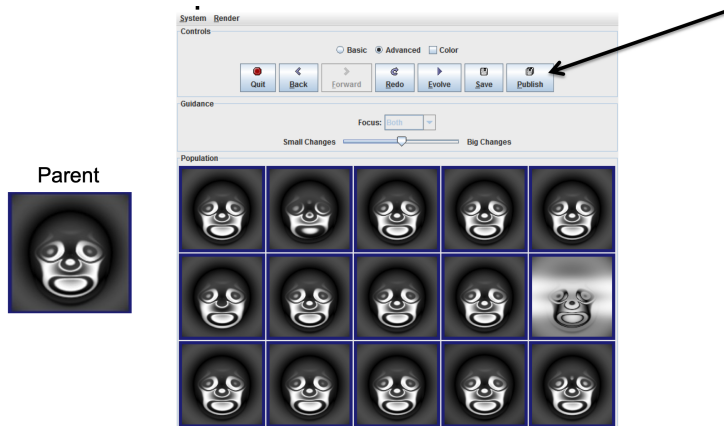 System Render
Controls
Basic Advanced Color
Quit Back Forward Redo Evolve Save Publish
Guidance
Focus: Both
Small Changes Big Changes
Population
Parent